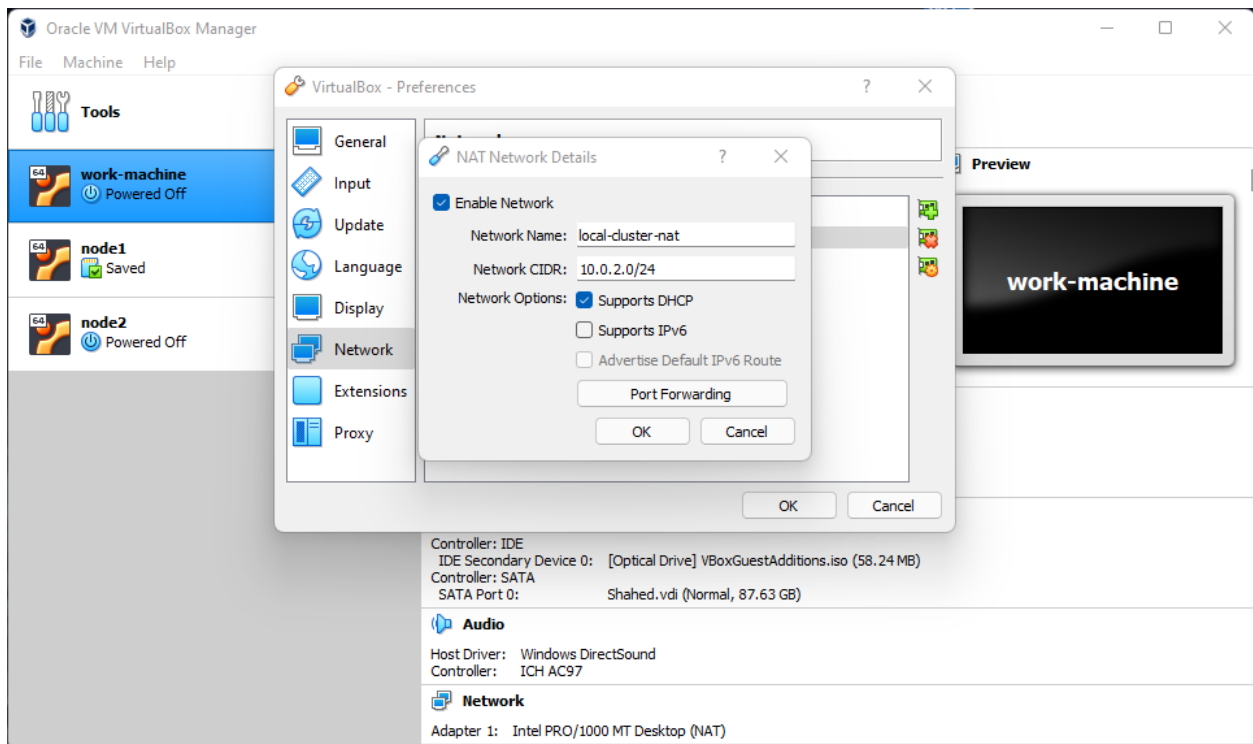 Oracle VM VirtualBox Manager
File Machine Help
Tools
64
work-machine
Powered Off
64
node1
Saved
64
node2
Powered Off
VirtualBox - Preferences
?
General
Input
Update
Language
Display
Network
Extensions
Proxy
NAT Network Details
?
Enable Network
Network Name: local-cluster-nat
Network CIDR: 10.0.2.0/24
Network Options: Supports DHCP
Supports IPv6
Advertise Default IPv6 Route
Port Forwarding
OK Cancel
OK Cancel
Preview
work-machine
Controller: IDE
IDE Secondary Device 0: [Optical Drive] VBoxGuestAdditions.iso (58.24 MB)
Controller: SATA
SATA Port 0: Shahed.vdi (Normal, 87.63 GB)
Audio
Host Driver: Windows DirectSound
Controller: ICH AC97
Network
Adapter 1: Intel PRO/1000 MT Desktop (NAT)